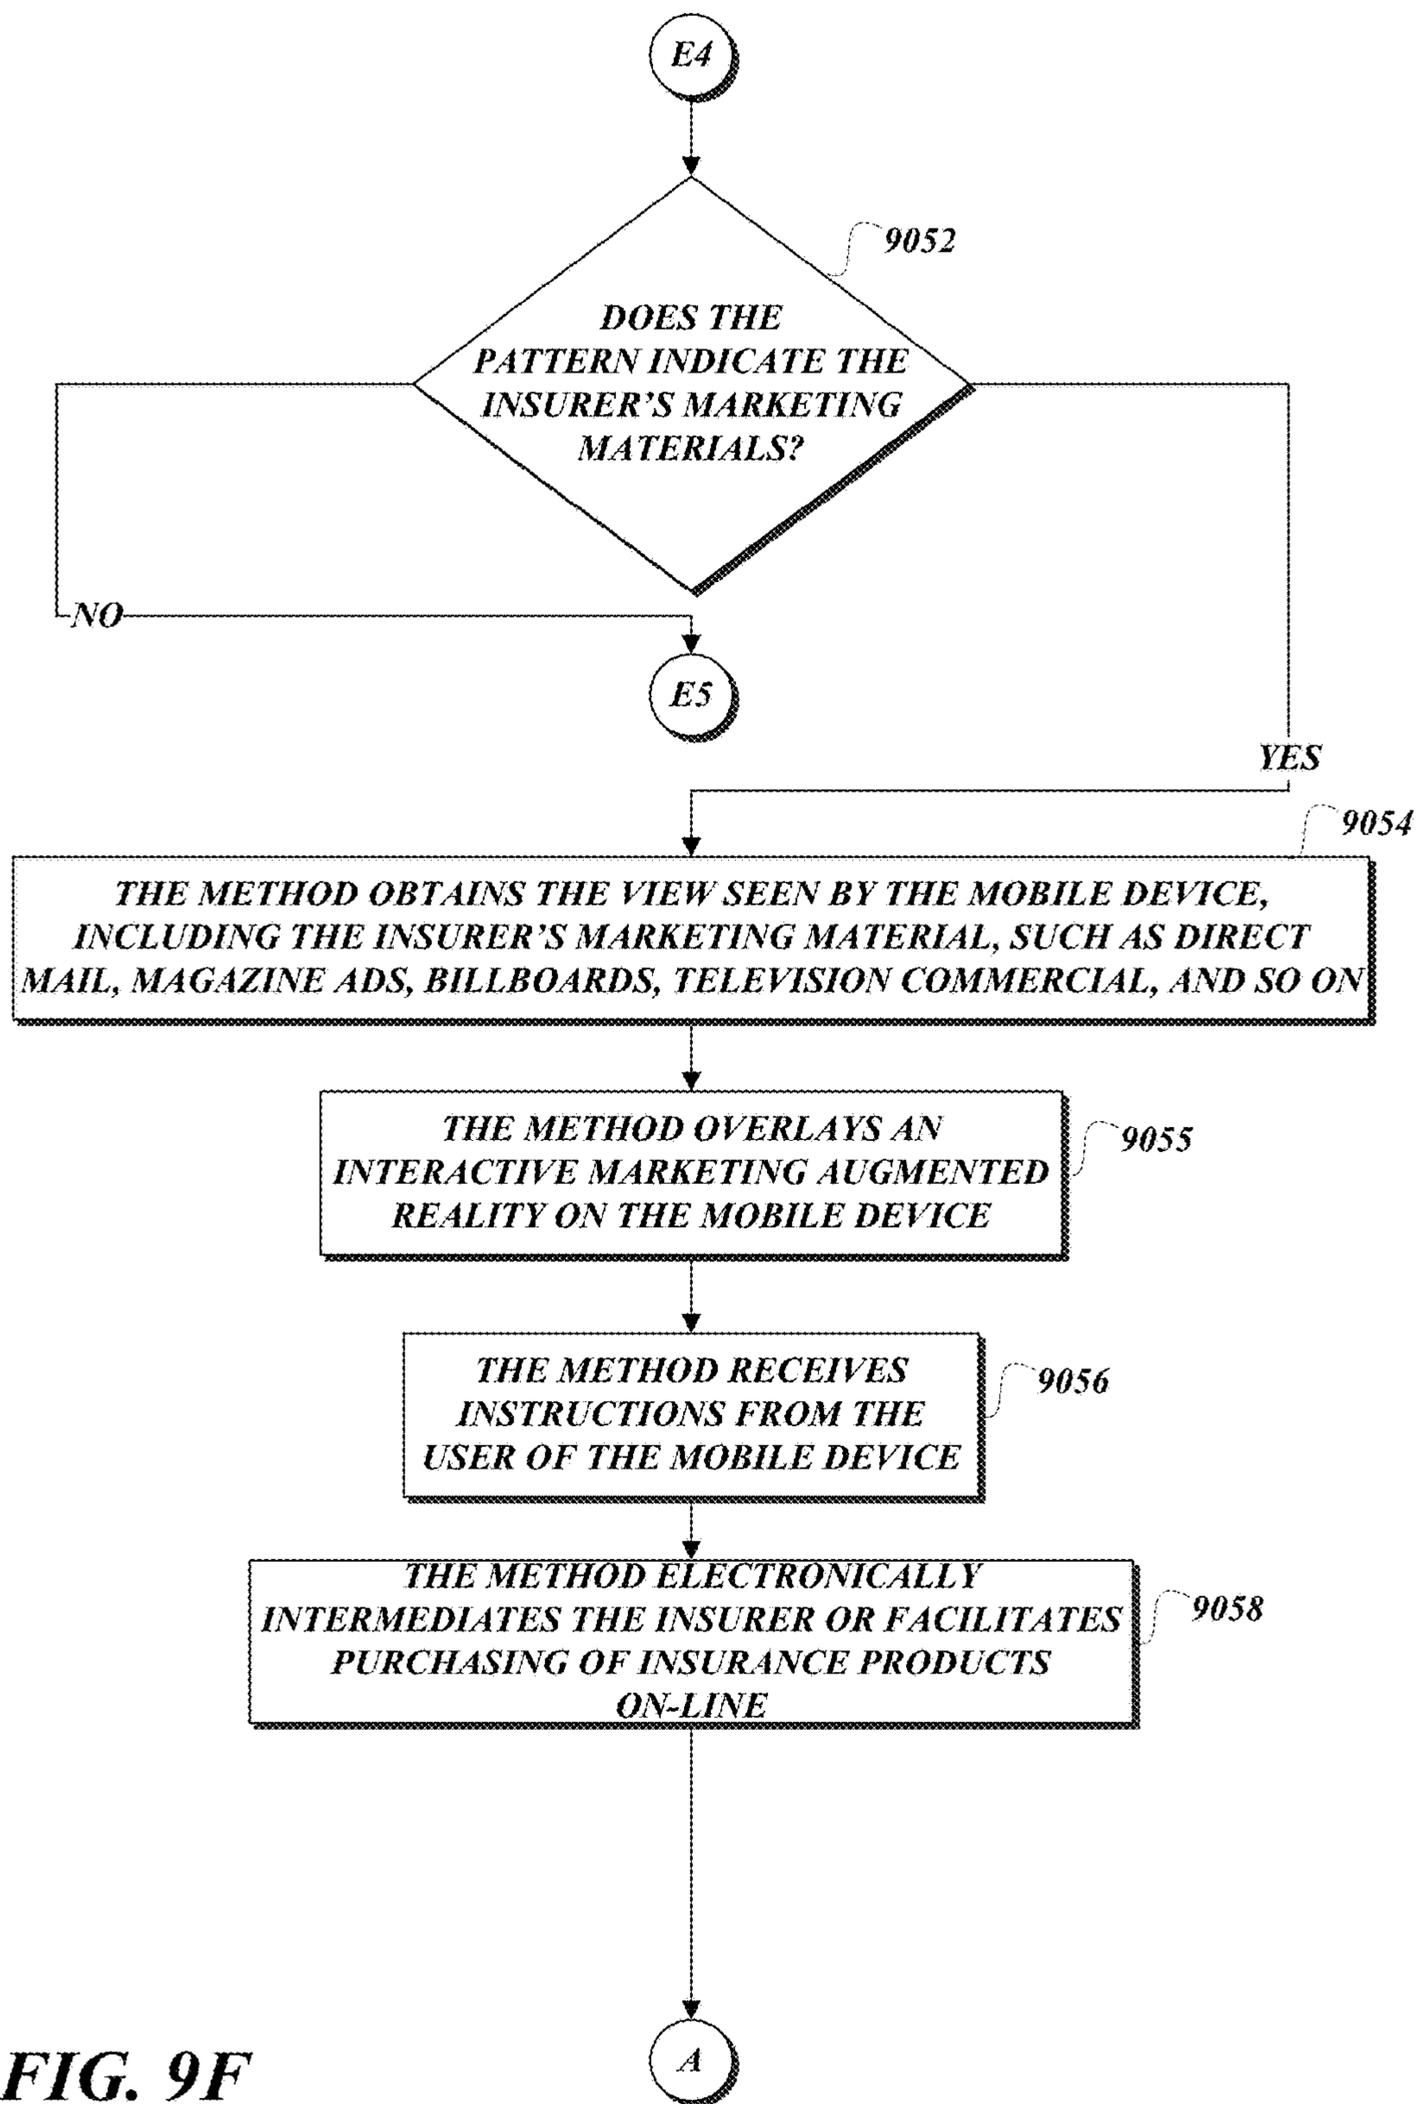 E4
9052
DOES THE
PATTERN INDICATE THE
INSURER'S MARKETING
MATERIALS?
NO
E5
YES
9054
THE METHOD OBTAINS THE VIEW SEEN BY THE MOBILE DEVICE,
INCLUDING THE INSURER'S MARKETING MATERIAL, SUCH AS DIRECT
MAIL, MAGAZINE ADS, BILLBOARDS, TELEVISION COMMERCIAL, AND SO ON
THE METHOD OVERLAYS AN
INTERACTIVE MARKETING AUGMENTED
REALITY ON THE MOBILE DEVICE
9055
THE METHOD RECEIVES
INSTRUCTIONS FROM THE
USER OF THE MOBILE DEVICE
9056
THE METHOD ELECTRONICALLY
INTERMEDIATES THE INSURER OR FACILITATES
PURCHASING OF INSURANCE PRODUCTS
ON-LINE
9058
A
FIG. 9F